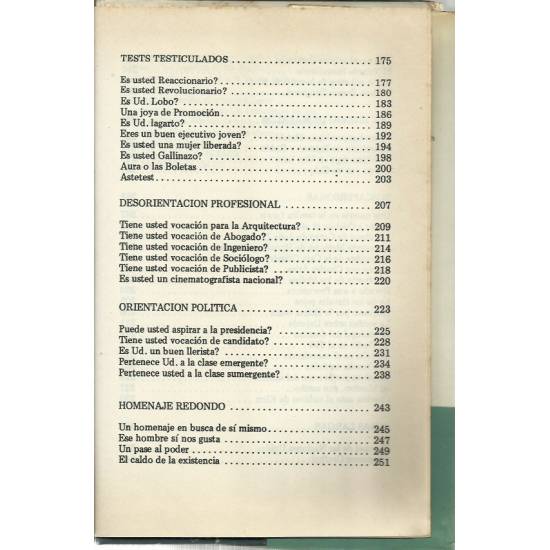 TESTS TESTICULADOS 175
Es usted Reaccionario? 177
Es usted Revolucionario? 180
Es Ud. Lobo? 183
Una joya de Promoción 186
Es Ud. lagarto? 189
Eres un buen ejecutivo joven? 192
Es usted una mujer liberada? 194
Es usted Gallinazo? 198
Aura o las Boletas 200
Astetest 203
DESORIENTACION PROFESIONAL 207
Tiene usted vocación para la Arquitectura? 209
Tiene usted vocación de Abogado? 211
Tiene usted vocación de Ingeniero? 214
Tiene usted vocación de Sociólogo? 216
Tiene usted vocación de Publicista? 218
Es usted un cinematografista nacional? 220
ORIENTACION POLITICA 223
Puede usted aspirar a la presidencia? 225
Tiene usted vocación de candidato? 228
Es Ud. un buen llerista? 231
Pertenece Ud. a la clase emergente? 234
Pertenece usted a la clase sumergente? 238
HOMENAJE REDONDO 243
Un homenaje en busca de sí mismo 245
Ese hombre sí nos gusta 247
Un pase al poder 249
El caldo de la existencia 251